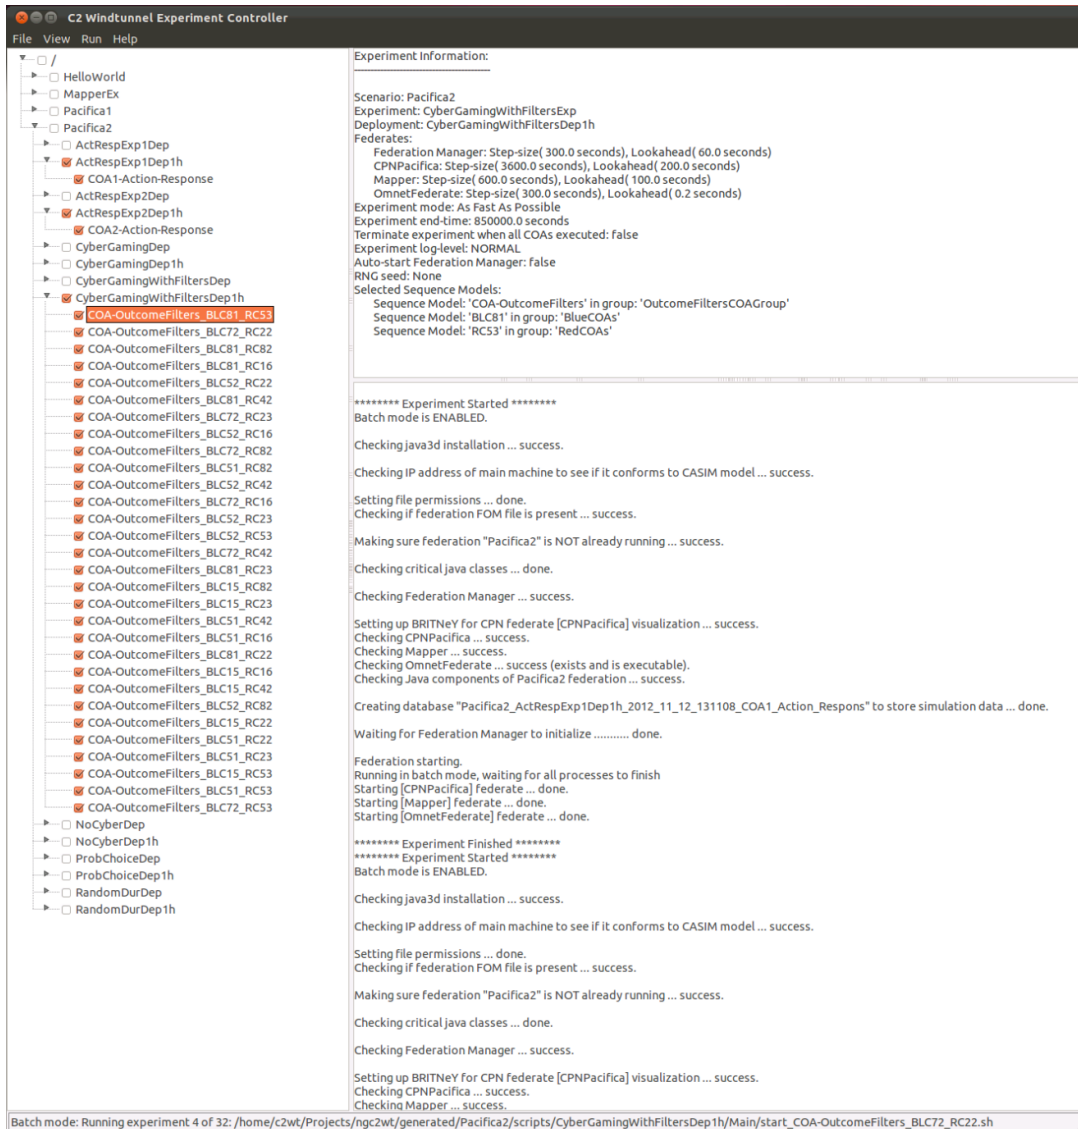 C2 Windtunnel Experiment Controller
File View Run Help
/
HelloWorld
MapperEx
Pacifica1
Pacifica2
ActRespExp1Dep
ActRespExp1Dep1h
COA1-Action-Response
ActRespExp2Dep
ActRespExp2Dep1h
COA2-Action-Response
CyberGamingDep
CyberGamingDep1h
CyberGamingWithFiltersDep
CyberGamingWithFiltersDep1h
COA-OutcomeFilters_BLC81_RC53
COA-OutcomeFilters_BLC72_RC22
COA-OutcomeFilters_BLC81_RC82
COA-OutcomeFilters_BLC81_RC16
COA-OutcomeFilters_BLC52_RC22
COA-OutcomeFilters_BLC81_RC42
COA-OutcomeFilters_BLC72_RC23
COA-OutcomeFilters_BLC52_RC16
COA-OutcomeFilters_BLC72_RC82
COA-OutcomeFilters_BLC51_RC82
COA-OutcomeFilters_BLC52_RC42
COA-OutcomeFilters_BLC72_RC16
COA-OutcomeFilters_BLC52_RC23
COA-OutcomeFilters_BLC52_RC53
COA-OutcomeFilters_BLC72_RC42
COA-OutcomeFilters_BLC81_RC23
COA-OutcomeFilters_BLC15_RC82
COA-OutcomeFilters_BLC15_RC23
COA-OutcomeFilters_BLC51_RC42
COA-OutcomeFilters_BLC51_RC16
COA-OutcomeFilters_BLC81_RC22
COA-OutcomeFilters_BLC15_RC16
COA-OutcomeFilters_BLC15_RC42
COA-OutcomeFilters_BLC52_RC82
COA-OutcomeFilters_BLC15_RC22
COA-OutcomeFilters_BLC51_RC22
COA-OutcomeFilters_BLC51_RC23
COA-OutcomeFilters_BLC15_RC53
COA-OutcomeFilters_BLC51_RC53
COA-OutcomeFilters_BLC72_RC53
NoCyberDep
NoCyberDep1h
ProbChoiceDep
ProbChoiceDep1h
RandomDurDep
RandomDurDep1h
Experiment Information:
------------------------------------------
Scenario: Pacifica2
Experiment: CyberGamingWithFiltersExp
Deployment: CyberGamingWithFiltersDep1h
Federates:
Federation Manager: Step-size( 300.0 seconds), Lookahead( 60.0 seconds)
CPNPacifica: Step-size( 3600.0 seconds), Lookahead( 200.0 seconds)
Mapper: Step-size( 600.0 seconds), Lookahead( 100.0 seconds)
OmnetFederate: Step-size( 300.0 seconds), Lookahead( 0.2 seconds)
Experiment mode: As Fast As Possible
Experiment end-time: 850000.0 seconds
Terminate experiment when all COAs executed: false
Experiment log-level: NORMAL
Auto-start Federation Manager: false
RNG seed: None
Selected Sequence Models:
Sequence Model: 'COA-OutcomeFilters' in group: 'OutcomeFiltersCOAGroup'
Sequence Model: 'BLC81' in group: 'BlueCOAs'
Sequence Model: 'RC53' in group: 'RedCOAs'
******** Experiment Started ********
Batch mode is ENABLED.
Checking java3d installation ... success.
Checking IP address of main machine to see if it conforms to CASIM model ... success.
Setting file permissions ... done.
Checking if federation FOM file is present ... success.
Making sure federation "Pacifica2" is NOT already running ... success.
Checking critical java classes ... done.
Checking Federation Manager ... success.
Setting up BRITNeY for CPN federate [CPNPacifica] visualization ... success.
Checking CPNPacifica ... success.
Checking Mapper ... success.
Checking OmnetFederate ... success (exists and is executable).
Checking Java components of Pacifica2 federation ... success.
Creating database "Pacifica2_ActRespExp1Dep1h_2012_11_12_131108_COA1_Action_Respons" to store simulation data ... done.
Waiting for Federation Manager to initialize ........... done.
Federation starting.
Running in batch mode, waiting for all processes to finish
Starting [CPNPacifica] federate ... done.
Starting [Mapper] federate ... done.
Starting [OmnetFederate] federate ... done.
******** Experiment Finished ********
******** Experiment Started ********
Batch mode is ENABLED.
Checking java3d installation ... success.
Checking IP address of main machine to see if it conforms to CASIM model ... success.
Setting file permissions ... done.
Checking if federation FOM file is present ... success.
Making sure federation "Pacifica2" is NOT already running ... success.
Checking critical java classes ... done.
Checking Federation Manager ... success.
Setting up BRITNeY for CPN federate [CPNPacifica] visualization ... success.
Checking CPNPacifica ... success.
Checking Mapper ... success.
Batch mode: Running experiment 4 of 32: /home/c2wt/Projects/ngc2wt/generated/Pacifica2/scripts/CyberGamingWithFiltersDep1h/Main/start_COA-OutcomeFilters_BLC72_RC22.sh